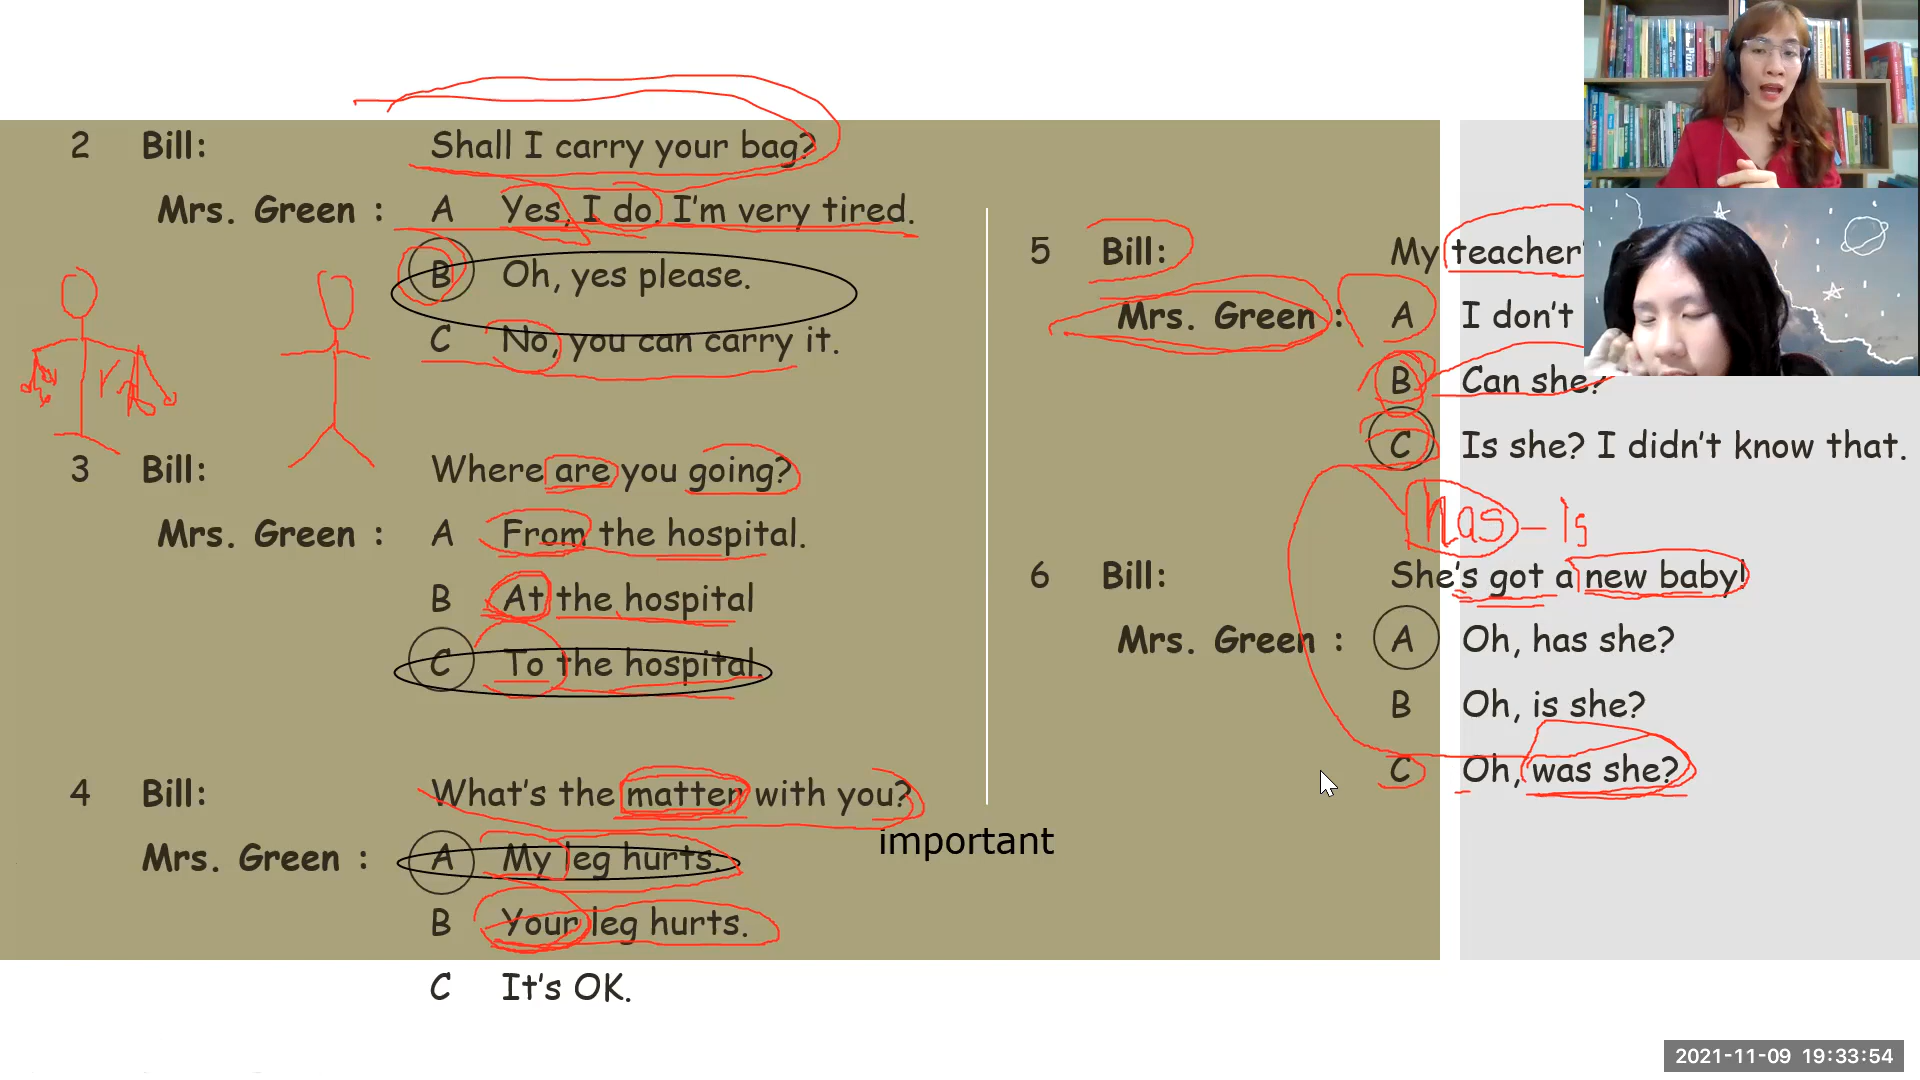 2 Bill: Shall I carry your bag?
Mrs. Green : A Yes, I do. I'm very tired.
B Oh, yes please.
C No, you can carry it.
3 Bill: Where are you going?
Mrs. Green : A From the hospital.
B At the hospital
C To the hospital.
4 Bill: What's the matter with you?
important
Mrs. Green : A My leg hurts.
B Your leg hurts.
C It's OK.
5 Bill: My teacher'
Mrs. Green : A I don't
B Can she?
C Is she? I didn't know that.
has – Is
6 Bill: She's got a new baby!
Mrs. Green : A Oh, has she?
B Oh, is she?
C Oh, was she?
2021-11-09 19:33:54